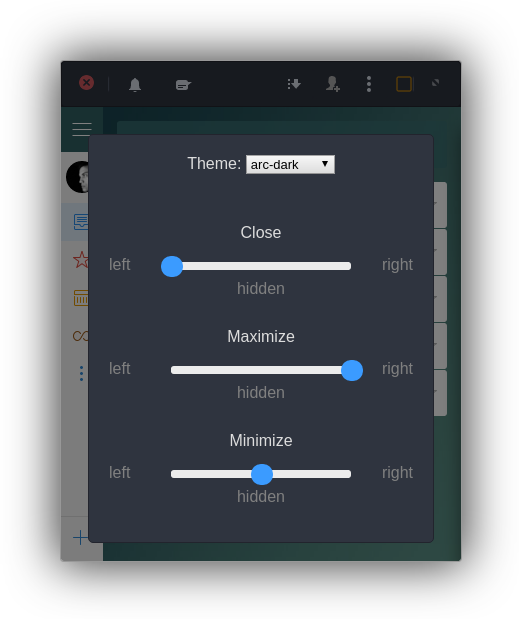 Theme: arc-dark
Close
left right
hidden
Maximize
left right
hidden
Minimize
left right
hidden